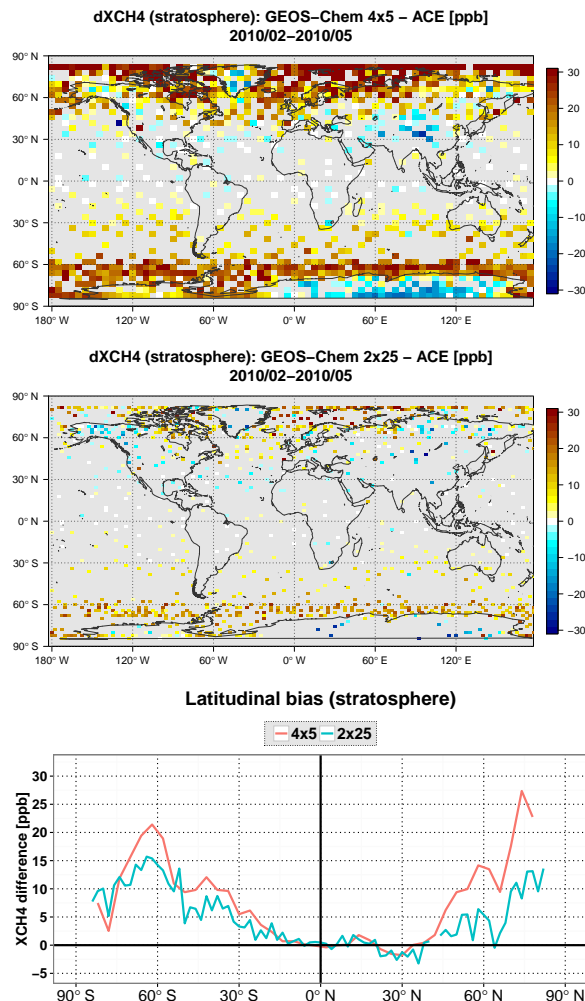 dXCH4 (stratosphere): GEOS−Chem 4x5 − ACE [ppb]
2010/02−2010/05
90° N
60° N
30° N
0° N
30° S
60° S
90° S
180° W
120° W
60° W
0° W
60° E
120° E
30
20
10
0
−10
−20
−30
dXCH4 (stratosphere): GEOS−Chem 2x25 − ACE [ppb]
2010/02−2010/05
90° N
60° N
30° N
0° N
30° S
60° S
90° S
180° W
120° W
60° W
0° W
60° E
120° E
30
20
10
0
−10
−20
−30
Latitudinal bias (stratosphere)
4x5 2x25
XCH4 difference [ppb]
30
25
20
15
10
5
0
−5
90° S
60° S
30° S
0° N
30° N
60° N
90° N